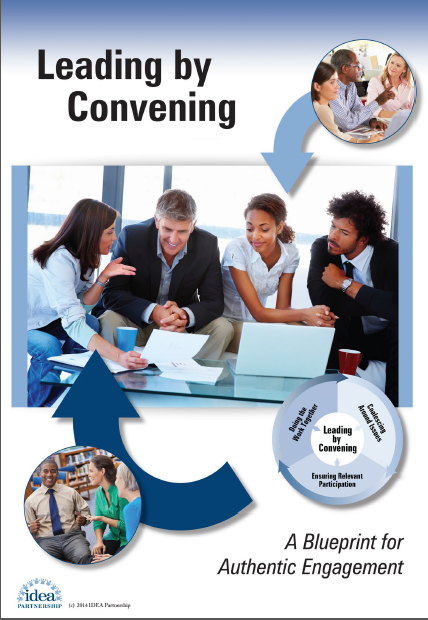 Leading by
Convening
Doing the
Work Together
Coalescing
Around Issues
Leading
by
Convening
Ensuring Relevant
Participation
A Blueprint for
Authentic Engagement
idea
PARTNERSHIP
(c) 2014 IDEA Partnership